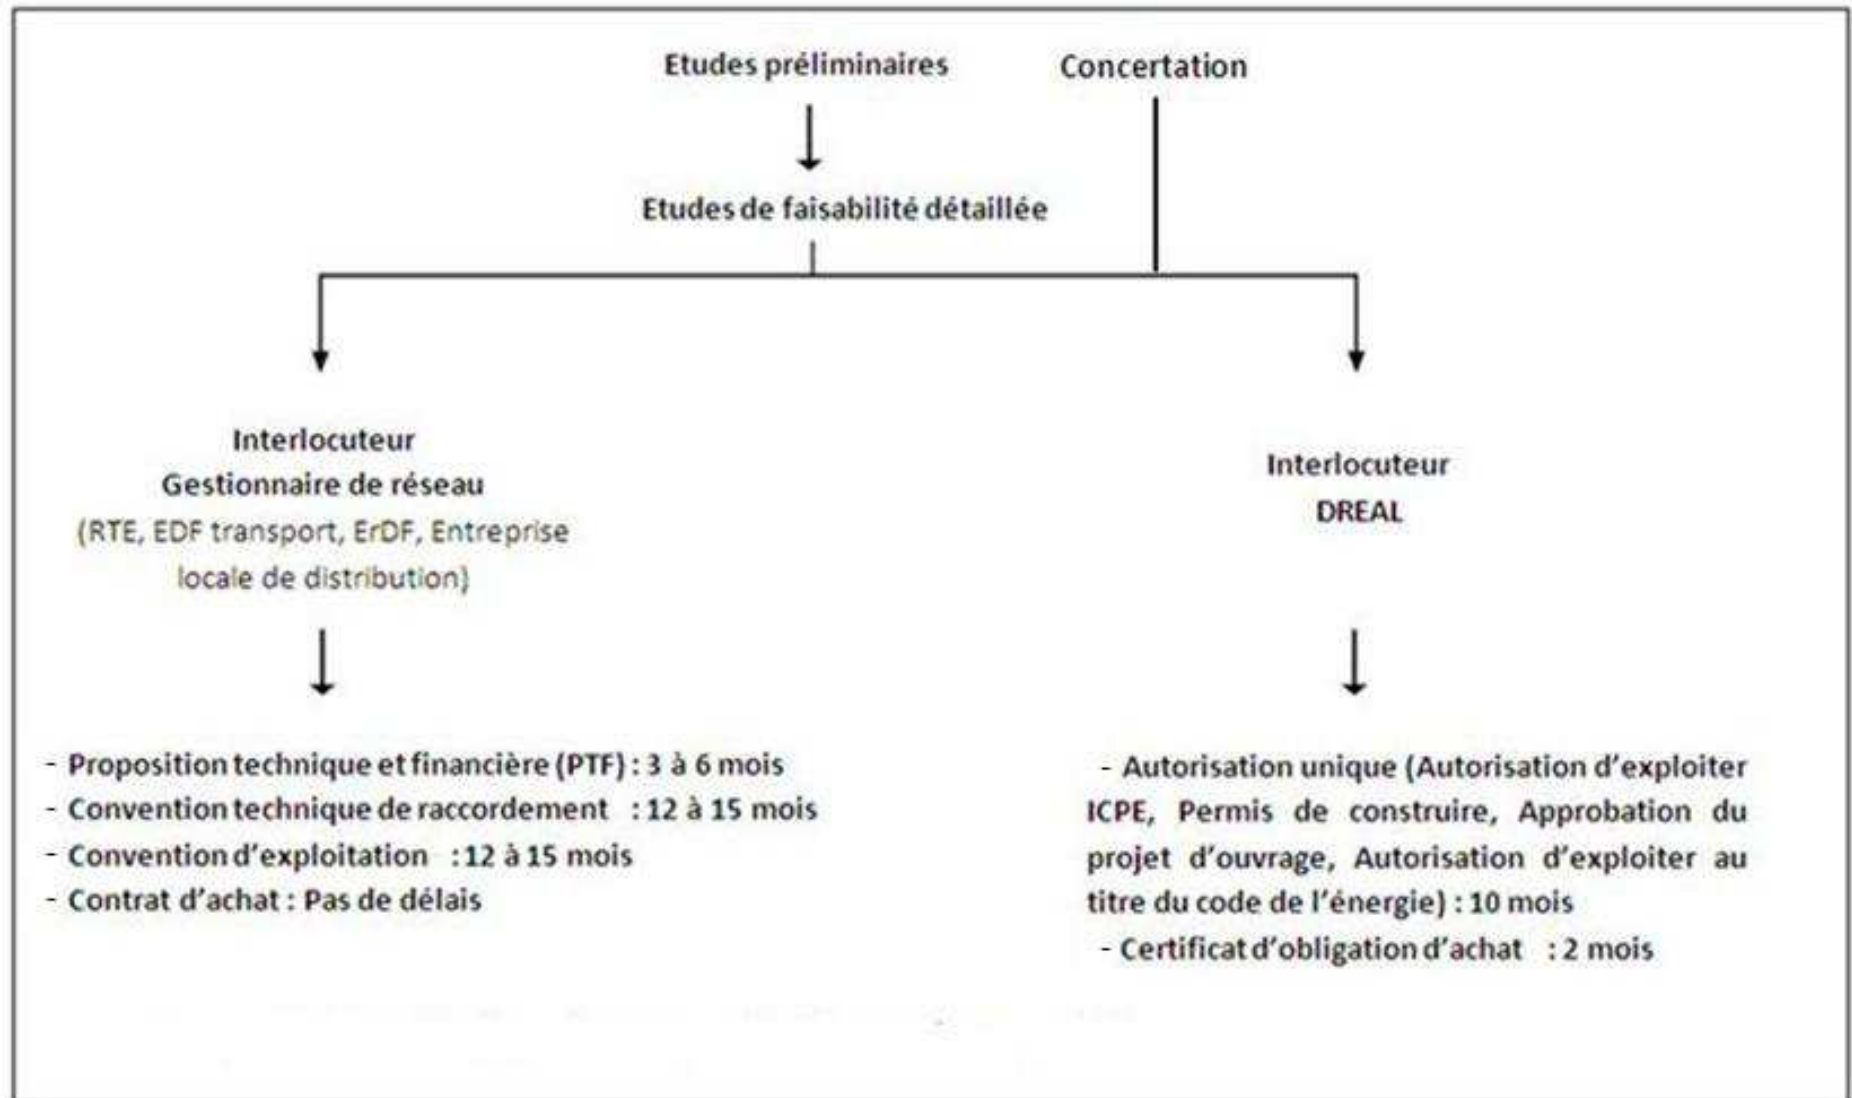 Etudes préliminaires
Concertation
Etudes de faisabilité détaillée
Interlocuteur
Gestionnaire de réseau
(RTE, EDF transport, ErDF, Entreprise
locale de distribution)
- Proposition technique et financière (PTF) : 3 à 6 mois
- Convention technique de raccordement : 12 à 15 mois
- Convention d'exploitation : 12 à 15 mois
- Contrat d'achat : Pas de délais
Interlocuteur
DREAL
- Autorisation unique (Autorisation d'exploiter
ICPE, Permis de construire, Approbation du
projet d'ouvrage, Autorisation d'exploiter au
titre du code de l'énergie) : 10 mois
- Certificat d'obligation d'achat : 2 mois